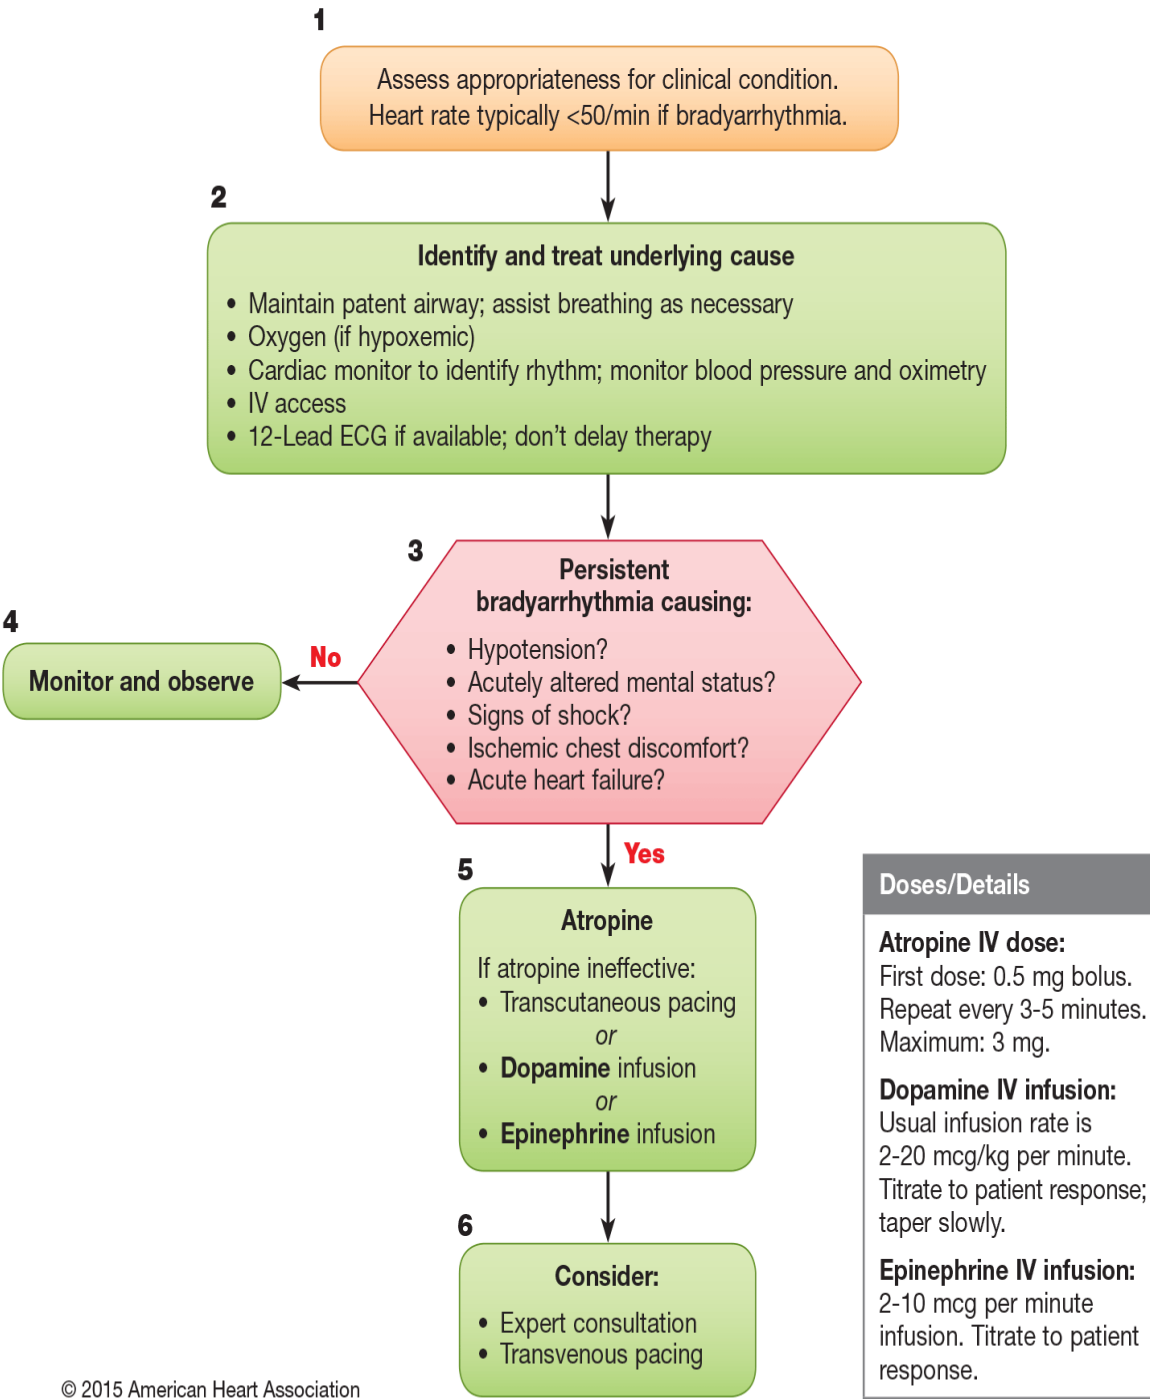 1
Assess appropriateness for clinical condition.
Heart rate typically <50/min if bradyarrhythmia.
2
Identify and treat underlying cause
• Maintain patent airway; assist breathing as necessary
• Oxygen (if hypoxemic)
• Cardiac monitor to identify rhythm; monitor blood pressure and oximetry
• IV access
• 12-Lead ECG if available; don't delay therapy
3
Persistent
bradyarrhythmia causing:
• Hypotension?
• Acutely altered mental status?
• Signs of shock?
• Ischemic chest discomfort?
• Acute heart failure?
4
No
Monitor and observe
Yes
5
Atropine
If atropine ineffective:
• Transcutaneous pacing
or
• Dopamine infusion
or
• Epinephrine infusion
6
Consider:
• Expert consultation
• Transvenous pacing
Doses/Details
Atropine IV dose:
First dose: 0.5 mg bolus.
Repeat every 3-5 minutes.
Maximum: 3 mg.
Dopamine IV infusion:
Usual infusion rate is
2-20 mcg/kg per minute.
Titrate to patient response;
taper slowly.
Epinephrine IV infusion:
2-10 mcg per minute
infusion. Titrate to patient
response.
© 2015 American Heart Association